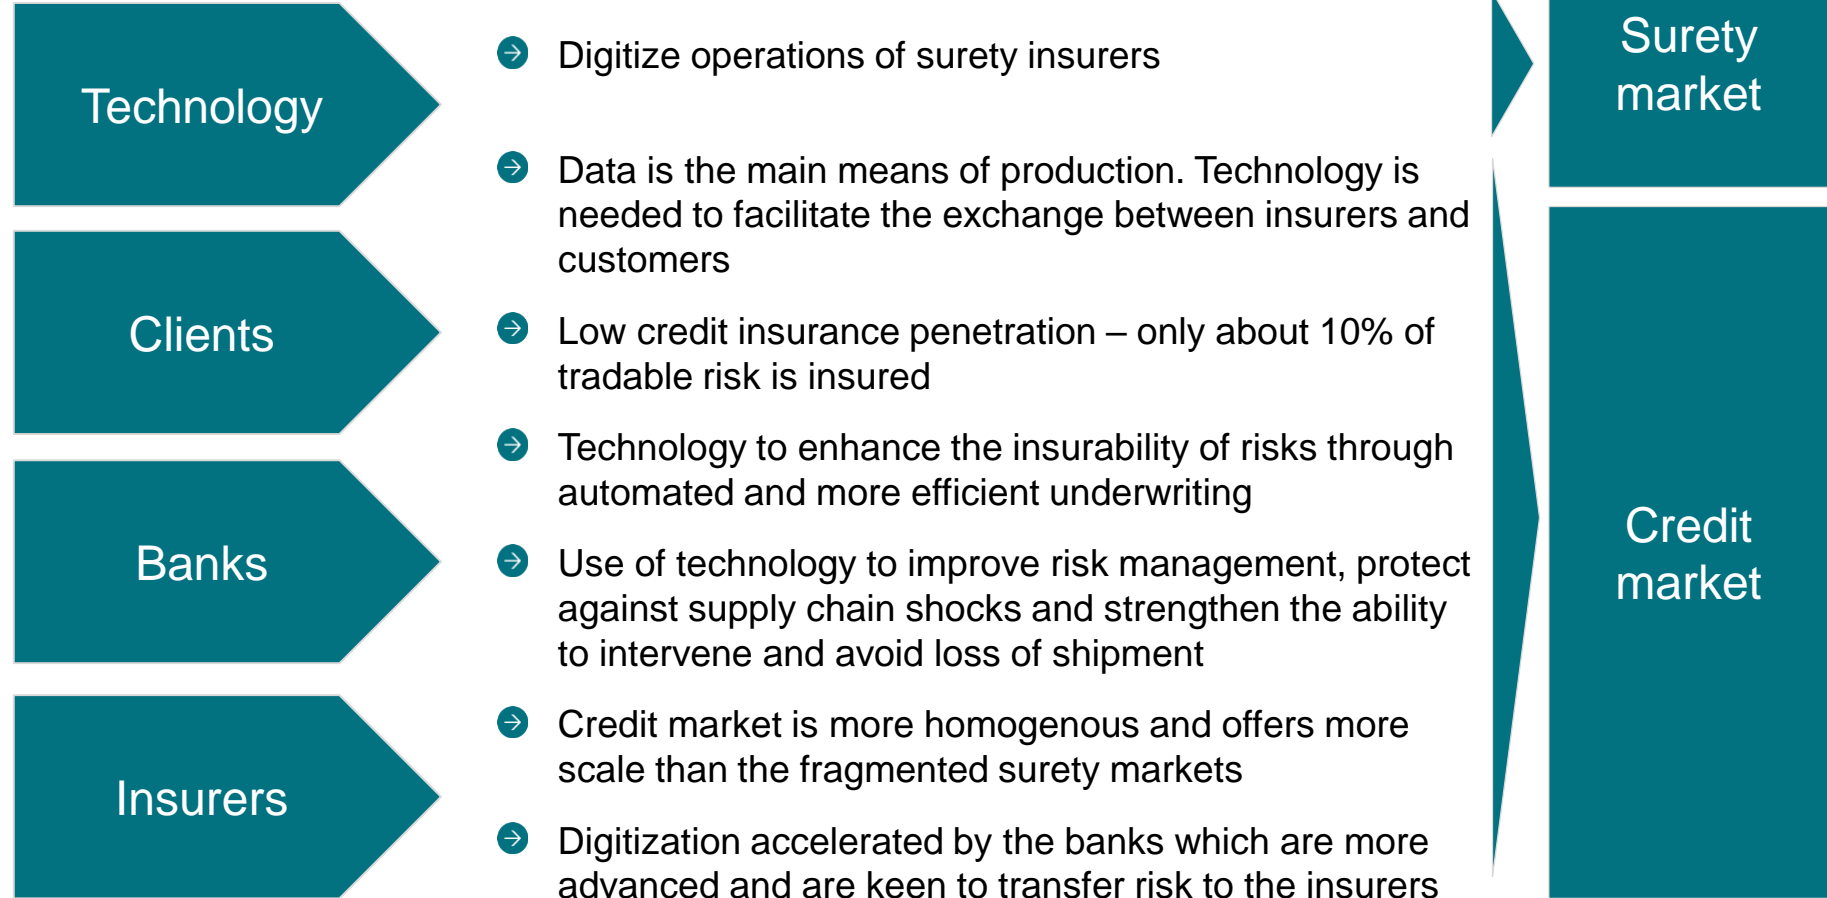 Technology
Clients
Banks
Insurers
Digitize operations of surety insurers
Data is the main means of production. Technology is
needed to facilitate the exchange between insurers and
customers
Low credit insurance penetration – only about 10% of
tradable risk is insured
Technology to enhance the insurability of risks through
automated and more efficient underwriting
Use of technology to improve risk management, protect
against supply chain shocks and strengthen the ability
to intervene and avoid loss of shipment
Credit market is more homogenous and offers more
scale than the fragmented surety markets
Digitization accelerated by the banks which are more
advanced and are keen to transfer risk to the insurers
Surety
market
Credit
market